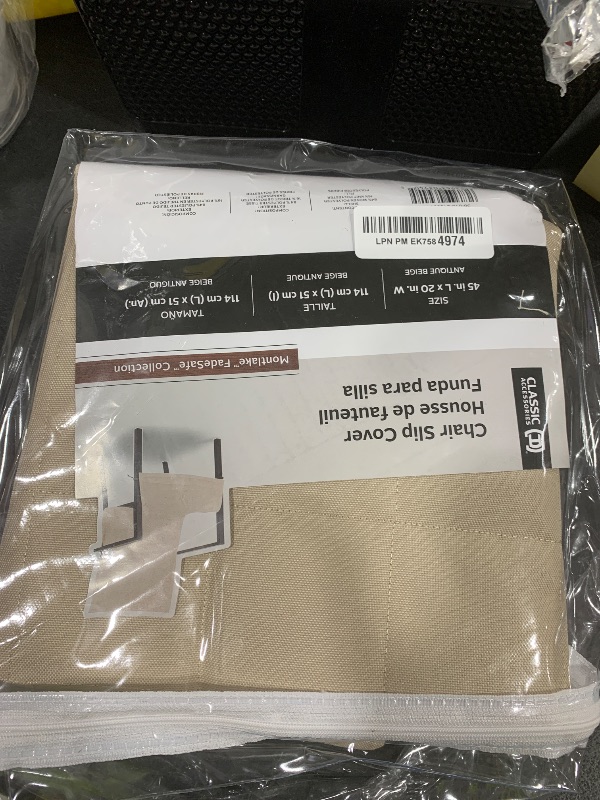 CLASSIC
ACCESSORIES
Chair Slip Cover
Housse de fauteuil
Funda para silla
Montlake™ FadeSafe™ Collection
SIZE
45 in. L x 20 in. W
ANTIQUE BEIGE
TAILLE
114 cm (L) x 51 cm (l)
BEIGE ANTIQUE
TAMAÑO
114 cm (L) x 51 cm (An.)
BEIGE ANTIGUO
LPN PM EK758 4974